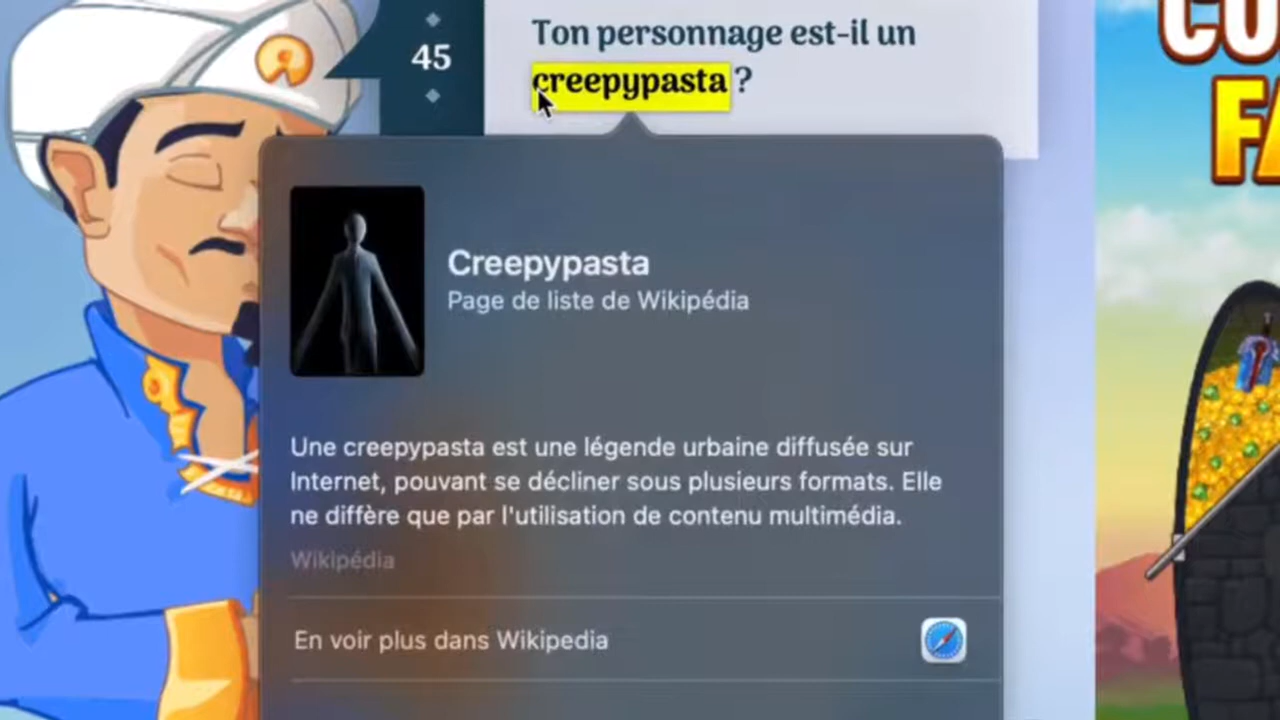 45
Ton personnage est-il un
creepypasta ?
Creepypasta
Page de liste de Wikipédia
Une creepypasta est une légende urbaine diffusée sur
Internet, pouvant se décliner sous plusieurs formats. Elle
ne diffère que par l'utilisation de contenu multimédia.
Wikipédia
En voir plus dans Wikipedia